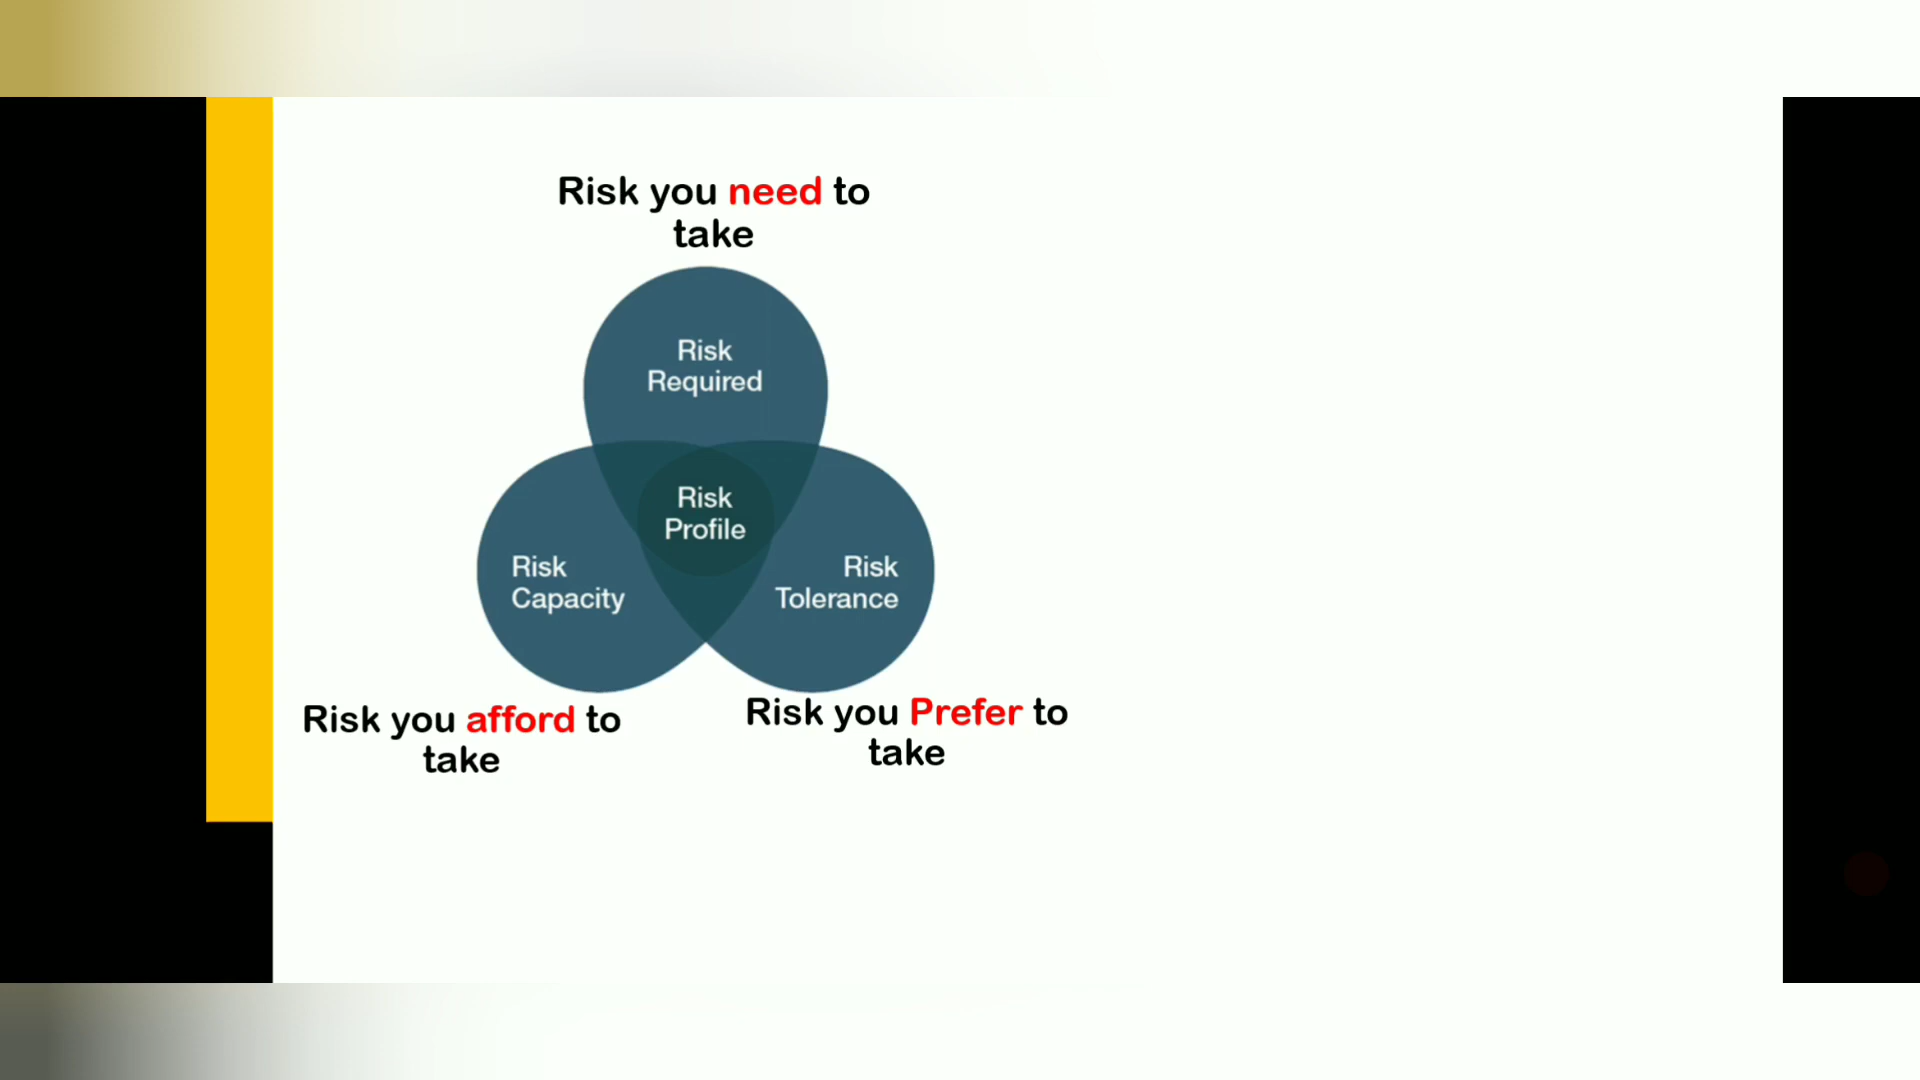 Risk you need to
take
Risk
Required
Risk
Profile
Risk
Capacity
Risk
Tolerance
Risk you afford to
take
Risk you Prefer to
take